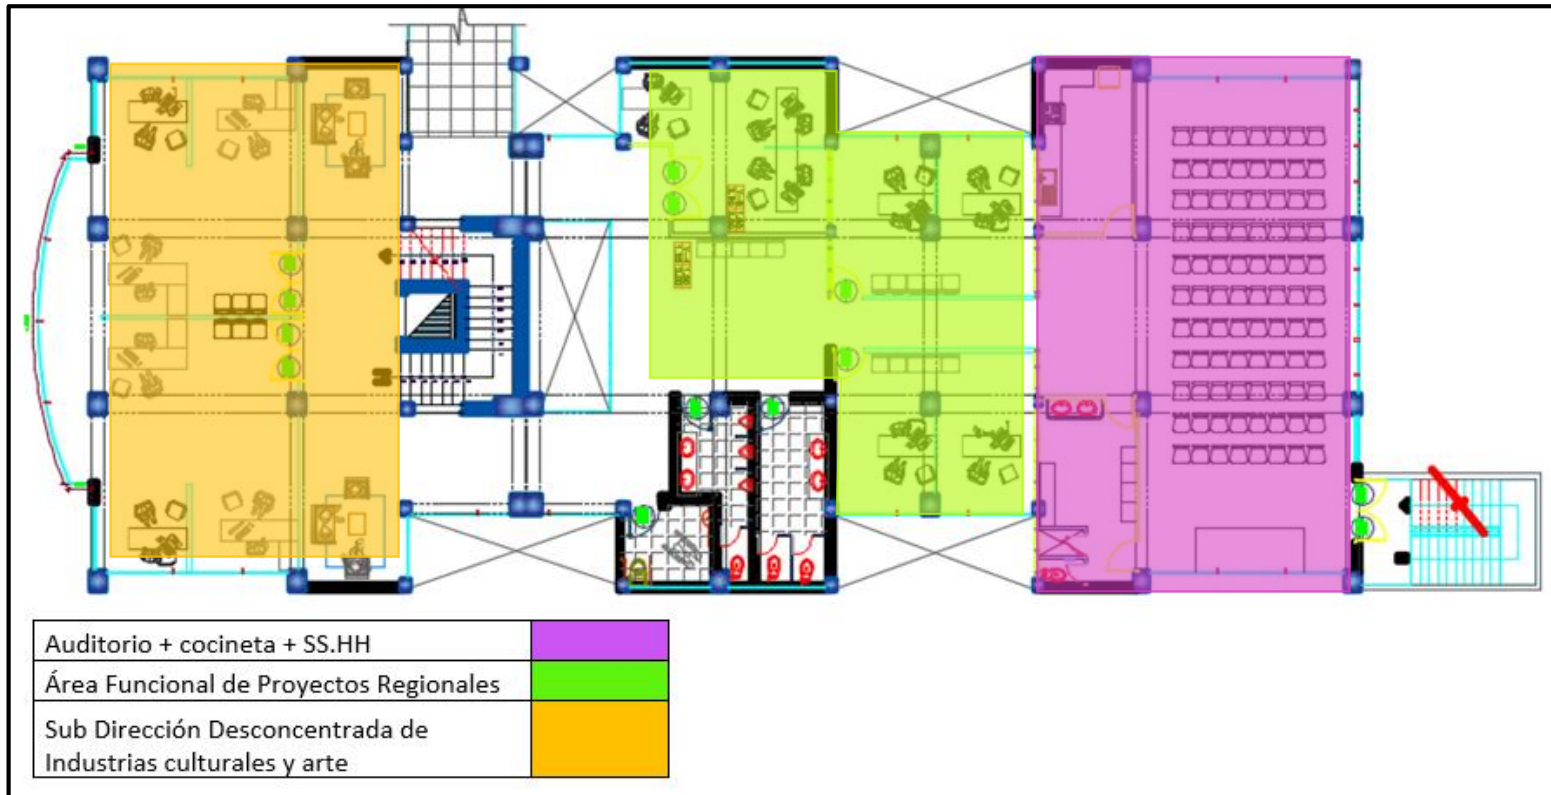 Auditorio + cocineta + SS.HH
Área Funcional de Proyectos Regionales
Sub Dirección Desconcentrada de
Industrias culturales y arte